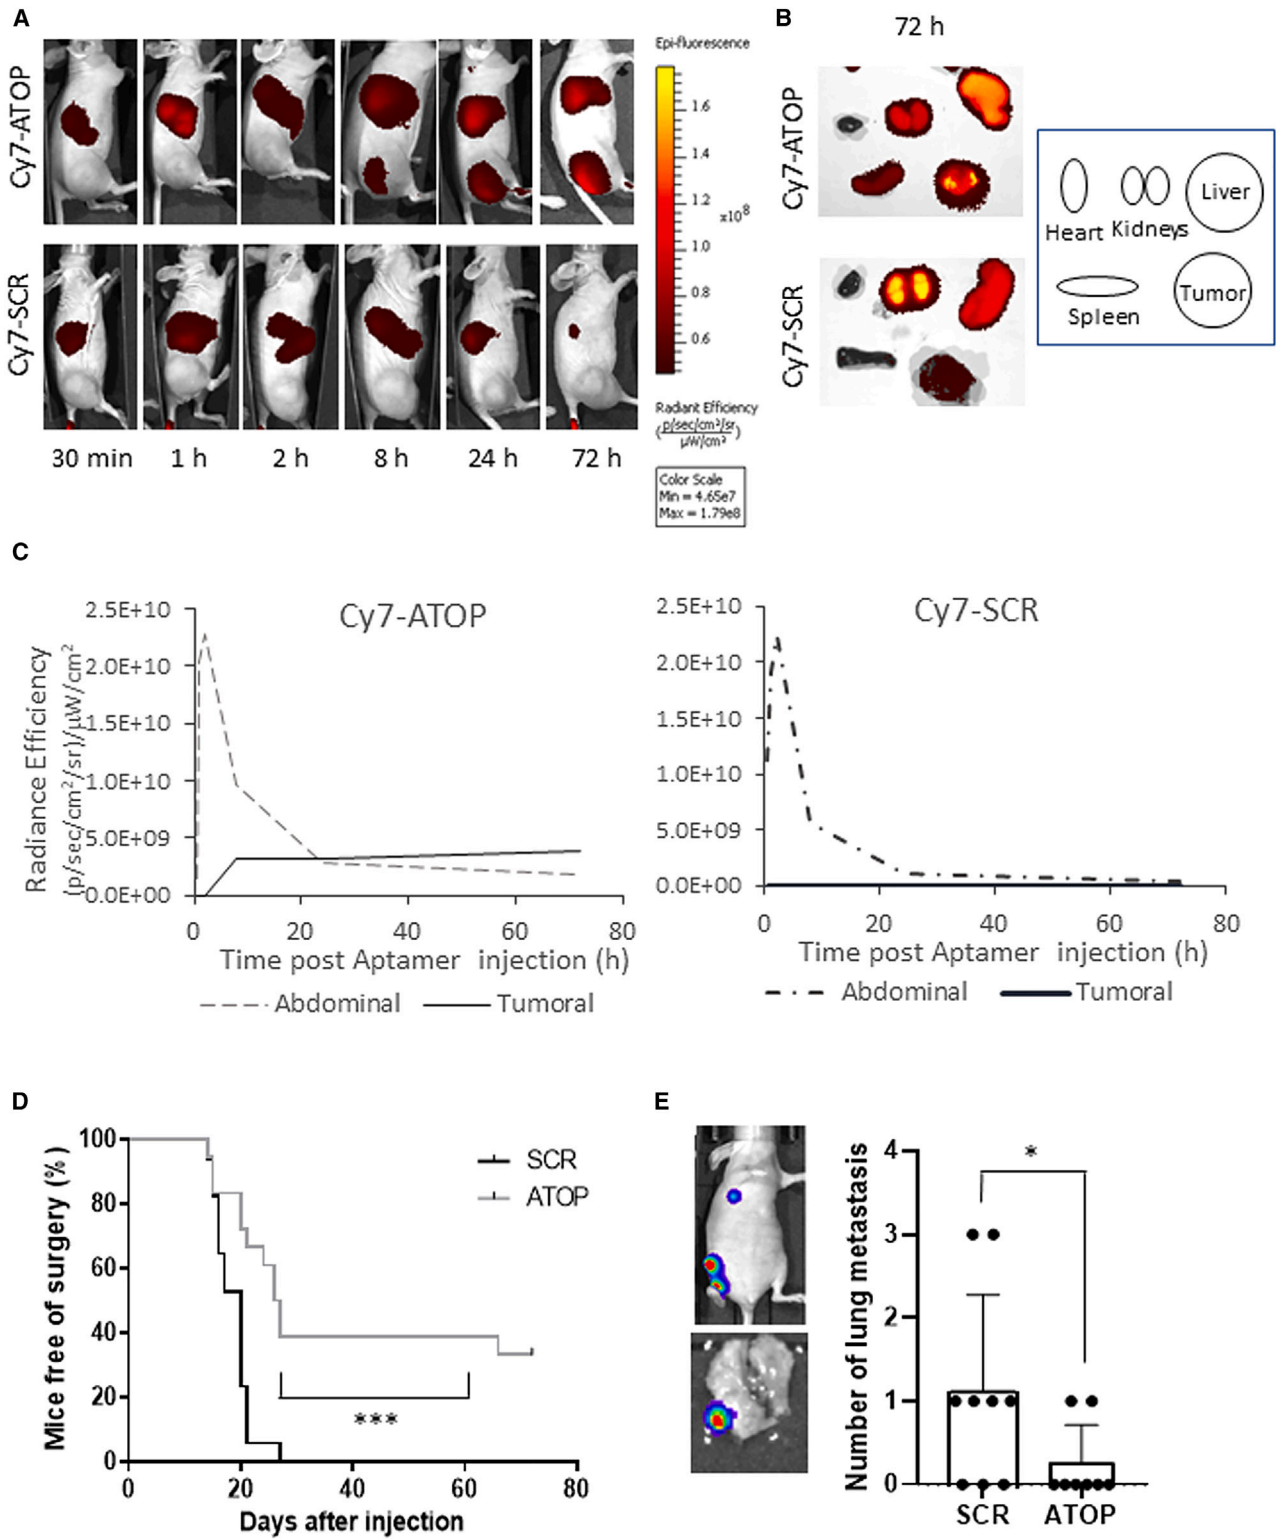 A
B
72 h
Cy7-ATOP
Cy7-SCR
30 min 1 h 2 h 8 h 24 h 72 h
Epi-fluorescence
1.6
1.4
1.2
x10⁸
1.0
0.8
0.6
Radiant Efficiency
(p/sec/cm²/sr / µW/cm²)
Color Scale
Min = 4.65e7
Max = 1.79e8
Cy7-ATOP
Cy7-SCR
Heart Kidneys Liver
Spleen Tumor
C
Cy7-ATOP
Radiance Efficiency
(p/sec/cm²/sr)/µW/cm²
2.5E+10
2.0E+10
1.5E+10
1.0E+10
5.0E+09
0.0E+00
0 20 40 60 80
Time post Aptamer injection (h)
Abdominal Tumoral
Cy7-SCR
2.5E+10
2.0E+10
1.5E+10
1.0E+10
5.0E+09
0.0E+00
0 20 40 60 80
Time post Aptamer injection (h)
Abdominal Tumoral
D
Mice free of surgery (%)
100
80
60
40
20
0
SCR
ATOP
***
0 20 40 60 80
Days after injection
E
Number of lung metastasis
4
3
2
1
0
*
SCR ATOP